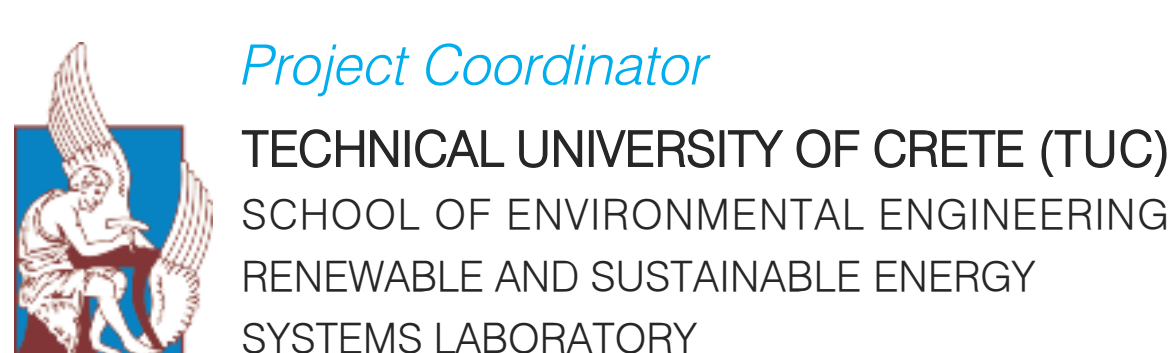 Project Coordinator
TECHNICAL UNIVERSITY OF CRETE (TUC)
SCHOOL OF ENVIRONMENTAL ENGINEERING
RENEWABLE AND SUSTAINABLE ENERGY
SYSTEMS LABORATORY